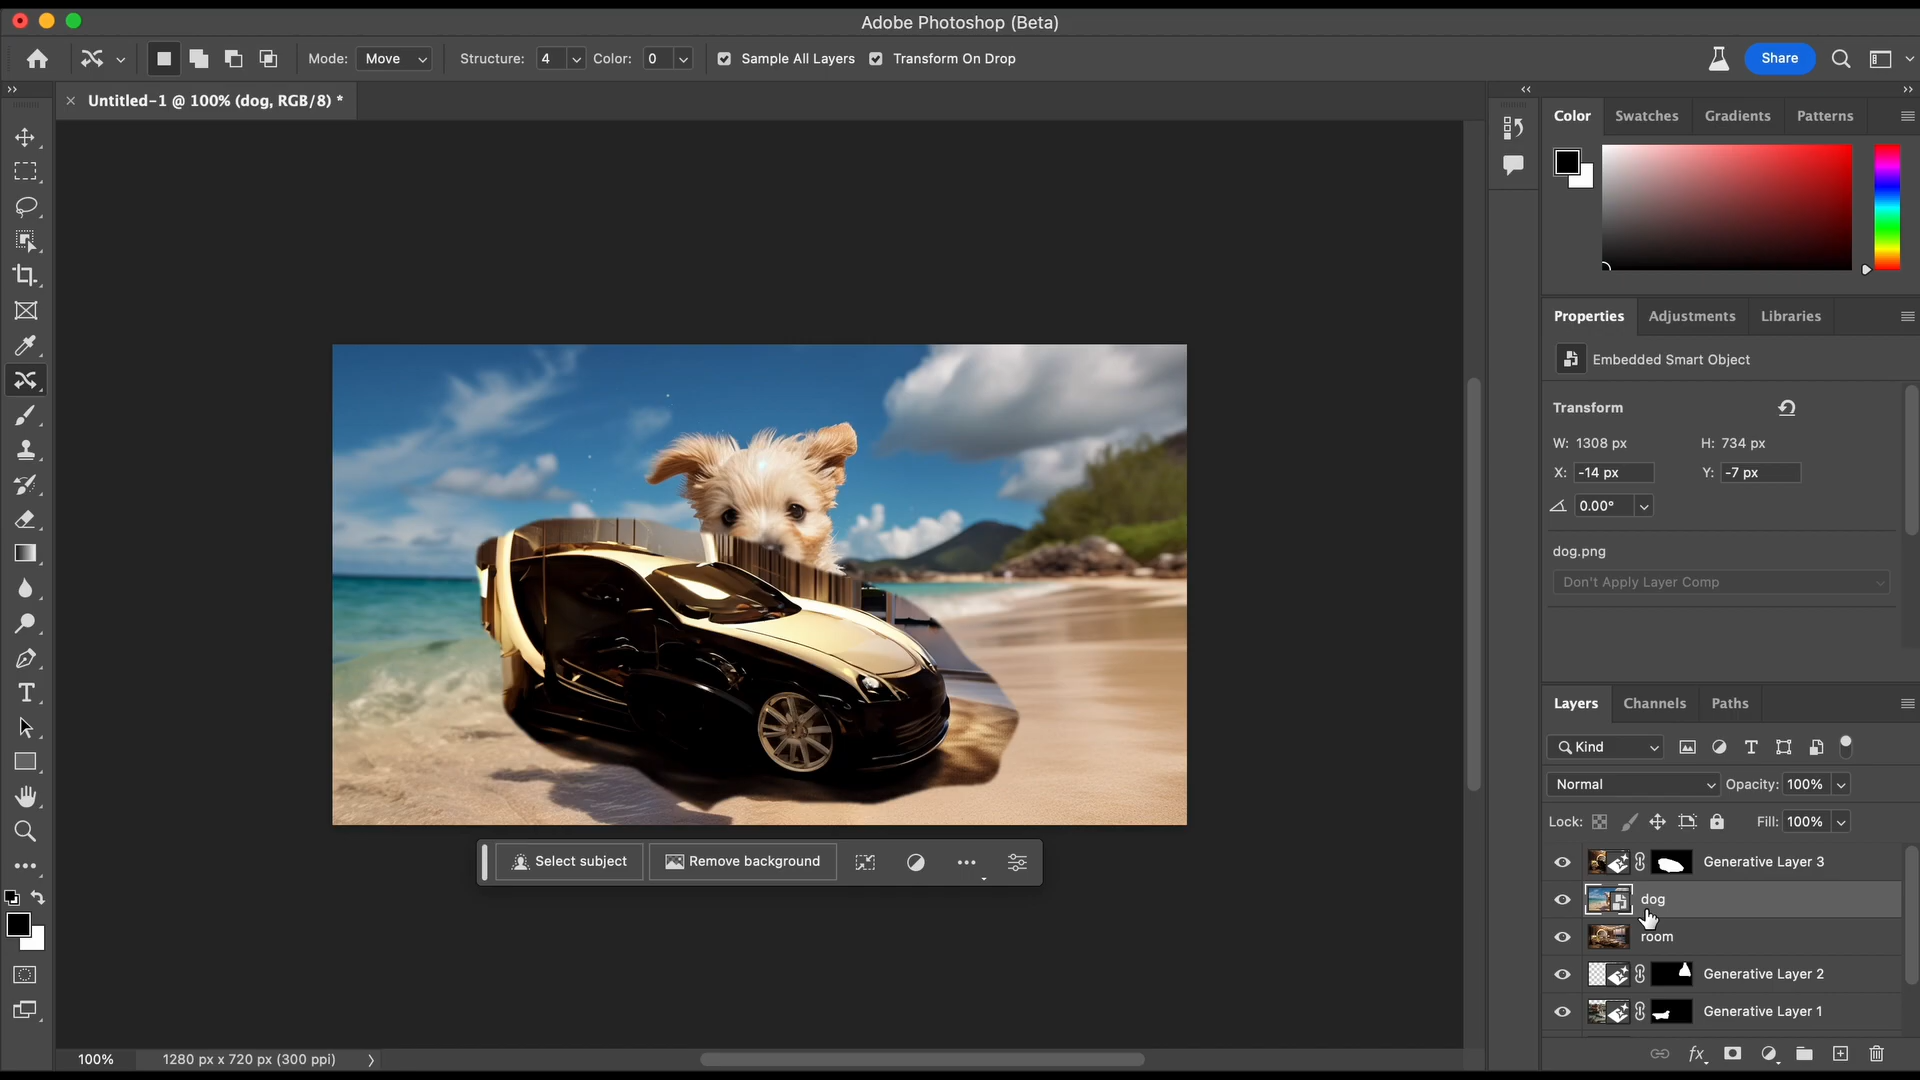 Adobe Photoshop (Beta)
Mode: Move Structure: 4 Color: 0 Sample All Layers Transform On Drop Share
Untitled-1 @ 100% (dog, RGB/8) *
Color Swatches Gradients Patterns
Properties Adjustments Libraries
Embedded Smart Object
Transform
W: 1308 px H: 734 px
X: -14 px Y: -7 px
0.00°
dog.png
Don't Apply Layer Comp
Layers Channels Paths
Kind
Normal Opacity: 100%
Lock: Fill: 100%
Generative Layer 3
dog
room
Generative Layer 2
Generative Layer 1
Select subject Remove background
100% 1280 px x 720 px (300 ppi)